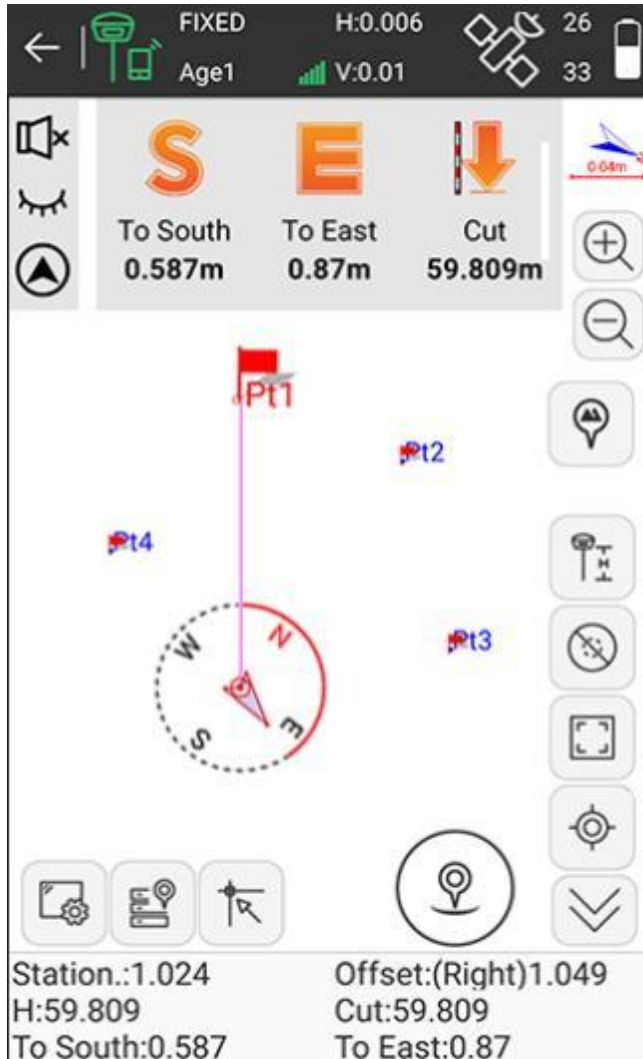 FIXED H:0.006 26
Age1 V:0.01 33
S E
To South To East Cut
0.587m 0.87m 59.809m
0.04m
Pt1
Pt2
Pt4
Pt3
W N
S E
H
Station.:1.024 Offset:(Right)1.049
H:59.809 Cut:59.809
To South:0.587 To East:0.87